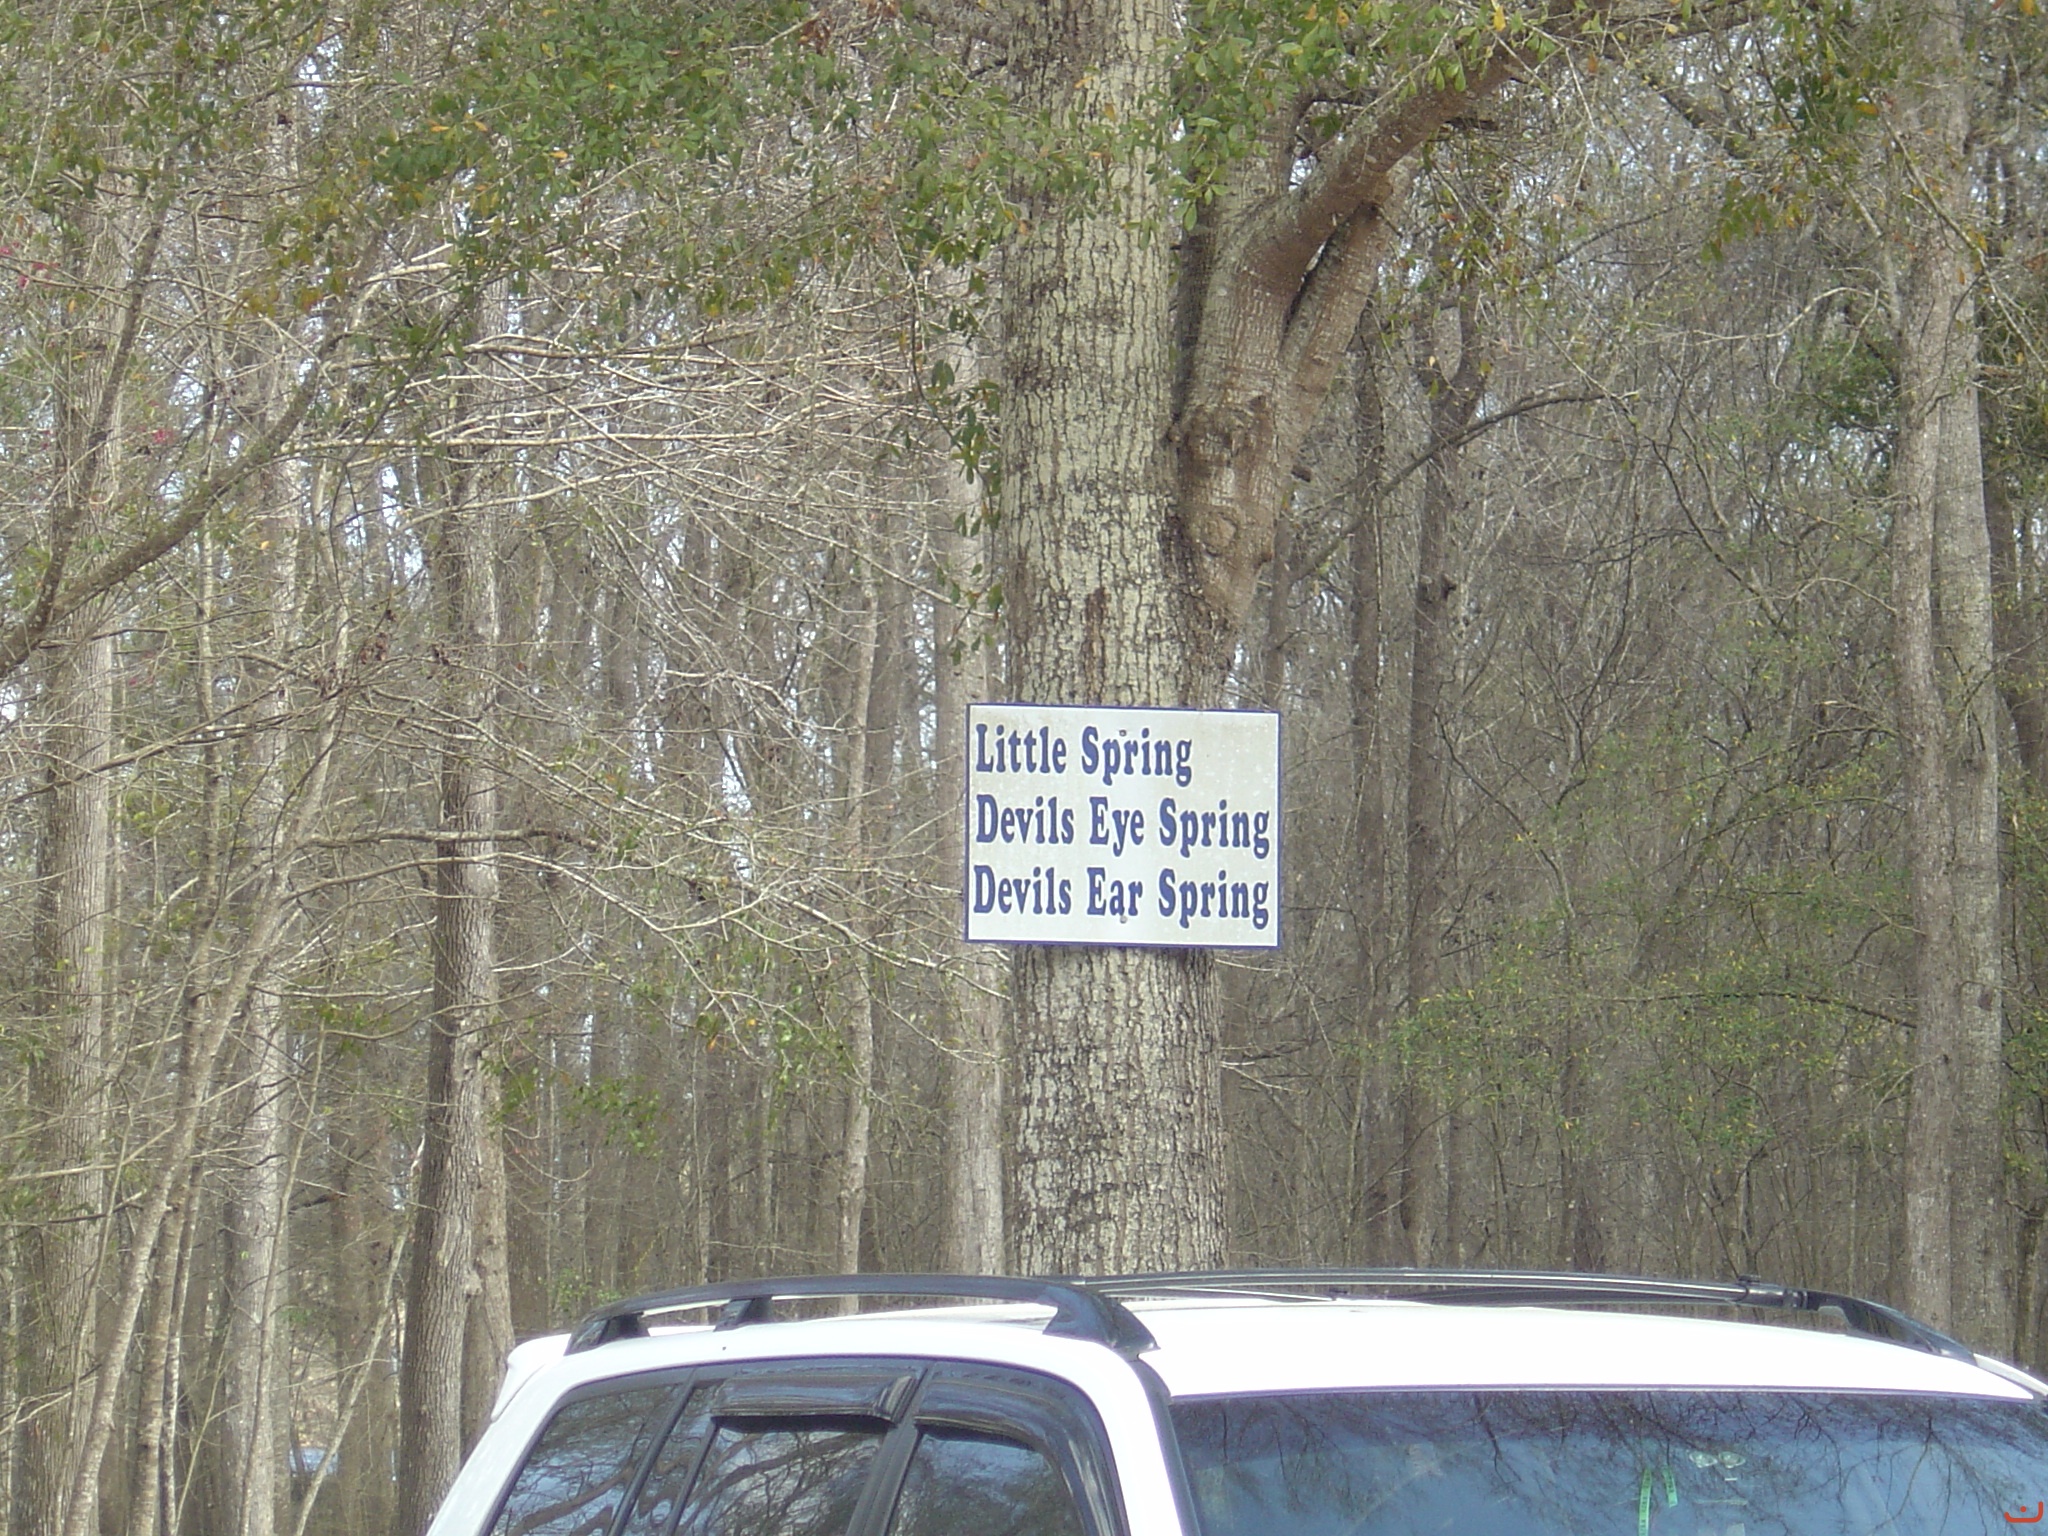 Little Spring
Devils Eye Spring
Devils Ear Spring